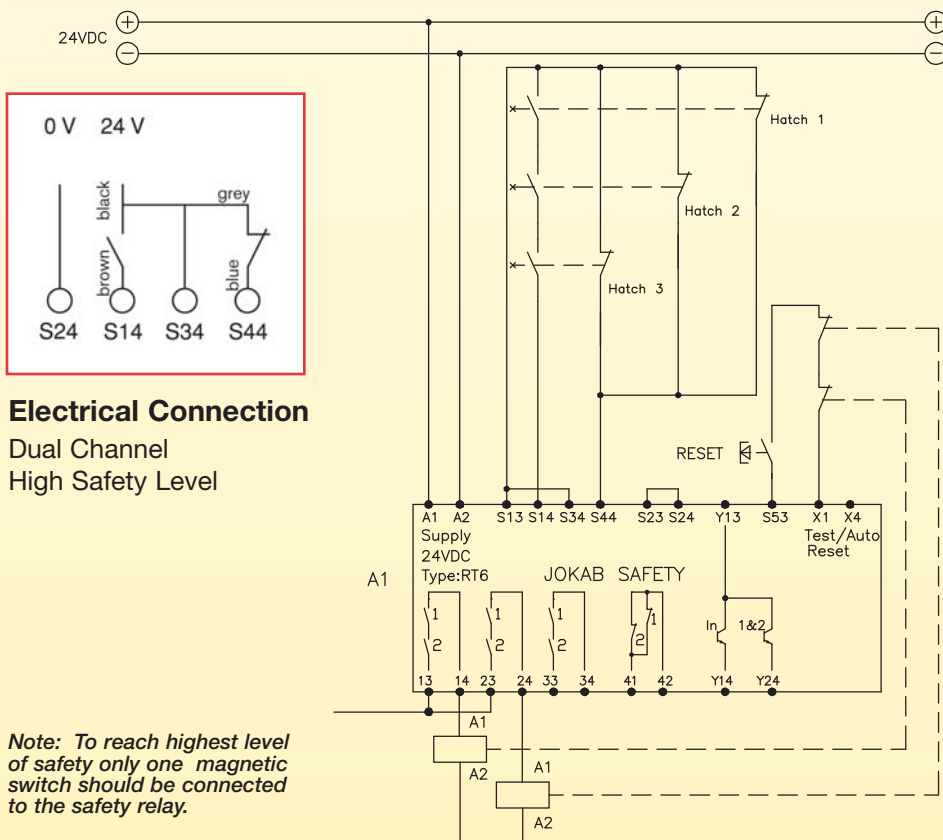 24VDC
+
+
−
−
0 V 24 V
black
grey
brown
blue
S24 S14 S34 S44
Hatch 1
Hatch 2
Hatch 3
Electrical Connection
Dual Channel
High Safety Level
RESET
A1 A2 S13 S14 S34 S44 S23 S24 Y13 S53 X1 X4
Supply
24VDC
Type:RT6
Test/Auto
Reset
A1
JOKAB SAFETY
1 1 1 1
2 2 2 2
In 1&2
13 14 23 24 33 34 41 42 Y14 Y24
A1
A2
A1
A2
Note: To reach highest level
of safety only one magnetic
switch should be connected
to the safety relay.